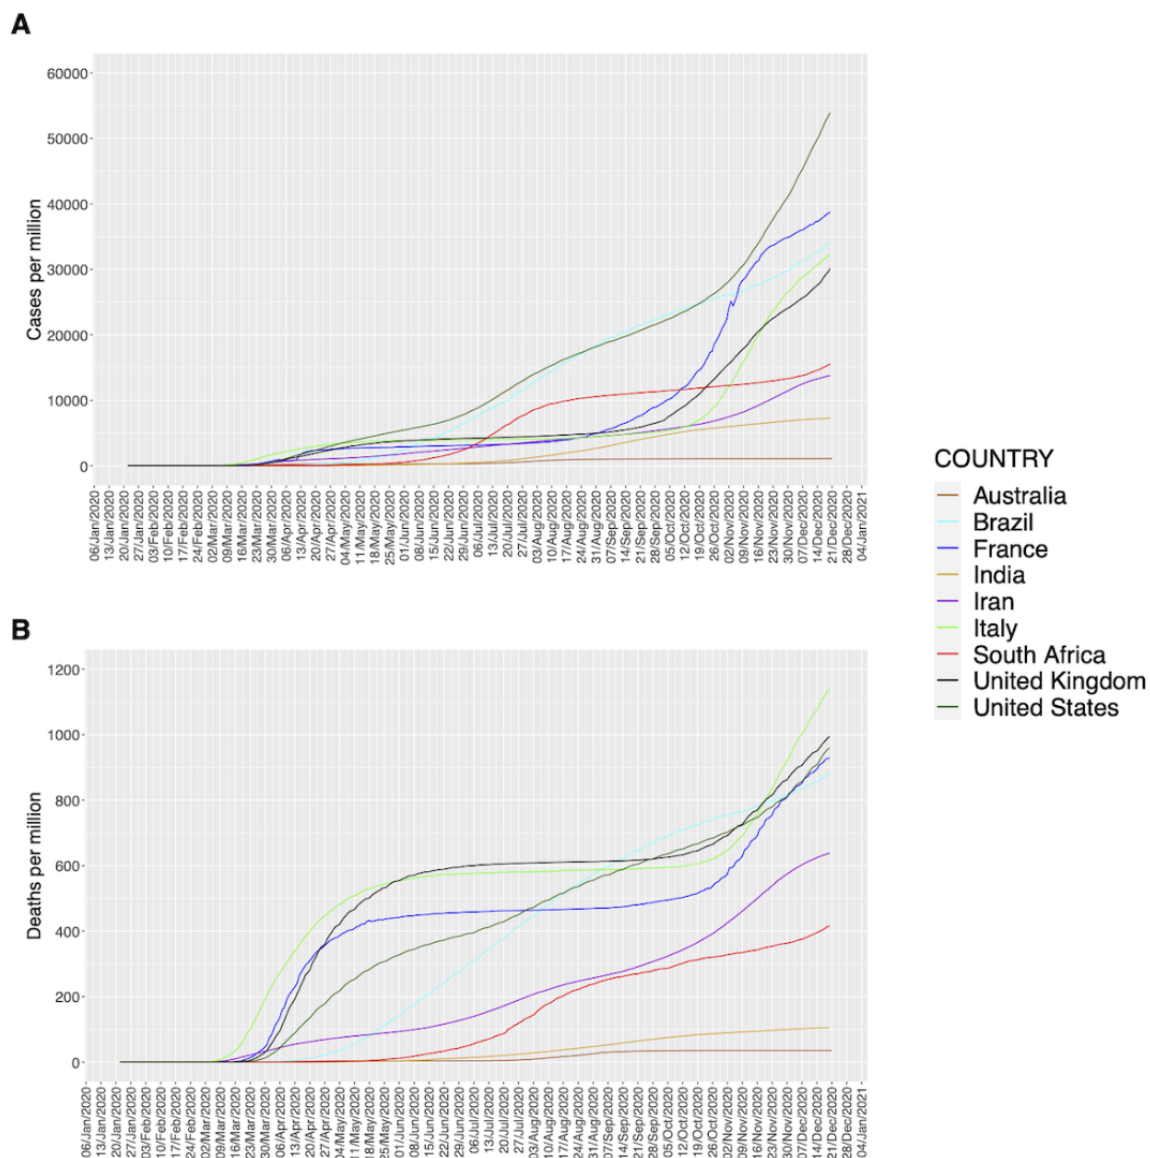 A
Cases per million
60000
50000
40000
30000
20000
10000
0
06/Jan/2020
13/Jan/2020
20/Jan/2020
27/Jan/2020
03/Feb/2020
10/Feb/2020
17/Feb/2020
24/Feb/2020
02/Mar/2020
09/Mar/2020
16/Mar/2020
23/Mar/2020
30/Mar/2020
06/Apr/2020
13/Apr/2020
20/Apr/2020
27/Apr/2020
04/May/2020
11/May/2020
18/May/2020
25/May/2020
01/Jun/2020
08/Jun/2020
15/Jun/2020
22/Jun/2020
29/Jun/2020
06/Jul/2020
13/Jul/2020
20/Jul/2020
27/Jul/2020
03/Aug/2020
10/Aug/2020
17/Aug/2020
24/Aug/2020
31/Aug/2020
07/Sep/2020
14/Sep/2020
21/Sep/2020
28/Sep/2020
05/Oct/2020
12/Oct/2020
19/Oct/2020
26/Oct/2020
02/Nov/2020
09/Nov/2020
16/Nov/2020
23/Nov/2020
30/Nov/2020
07/Dec/2020
14/Dec/2020
21/Dec/2020
28/Dec/2020
04/Jan/2021
COUNTRY
Australia
Brazil
France
India
Iran
Italy
South Africa
United Kingdom
United States
B
Deaths per million
1200
1000
800
600
400
200
0
06/Jan/2020
13/Jan/2020
20/Jan/2020
27/Jan/2020
03/Feb/2020
10/Feb/2020
17/Feb/2020
24/Feb/2020
02/Mar/2020
09/Mar/2020
16/Mar/2020
23/Mar/2020
30/Mar/2020
06/Apr/2020
13/Apr/2020
20/Apr/2020
27/Apr/2020
04/May/2020
11/May/2020
18/May/2020
25/May/2020
01/Jun/2020
08/Jun/2020
15/Jun/2020
22/Jun/2020
29/Jun/2020
06/Jul/2020
13/Jul/2020
20/Jul/2020
27/Jul/2020
03/Aug/2020
10/Aug/2020
17/Aug/2020
24/Aug/2020
31/Aug/2020
07/Sep/2020
14/Sep/2020
21/Sep/2020
28/Sep/2020
05/Oct/2020
12/Oct/2020
19/Oct/2020
26/Oct/2020
02/Nov/2020
09/Nov/2020
16/Nov/2020
23/Nov/2020
30/Nov/2020
07/Dec/2020
14/Dec/2020
21/Dec/2020
28/Dec/2020
04/Jan/2021